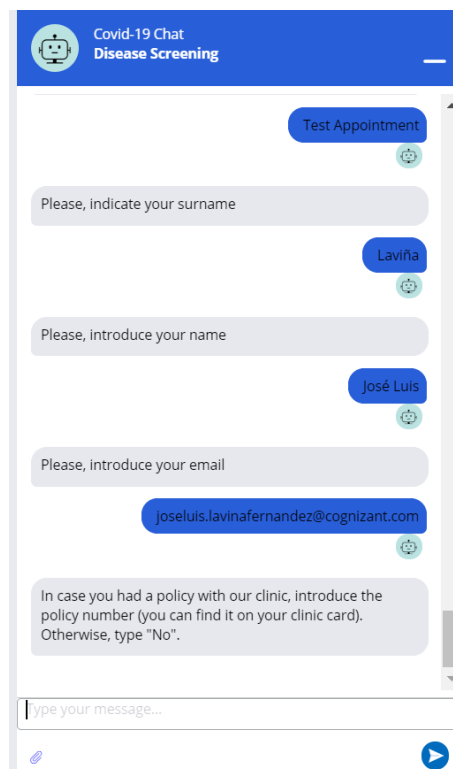 Covid-19 Chat
Disease Screening
Test Appointment
Please, indicate your surname
Laviña
Please, introduce your name
José Luis
Please, introduce your email
joseluis.lavinafernandez@cognizant.com
In case you had a policy with our clinic, introduce the
policy number (you can find it on your clinic card).
Otherwise, type "No".
Type your message...